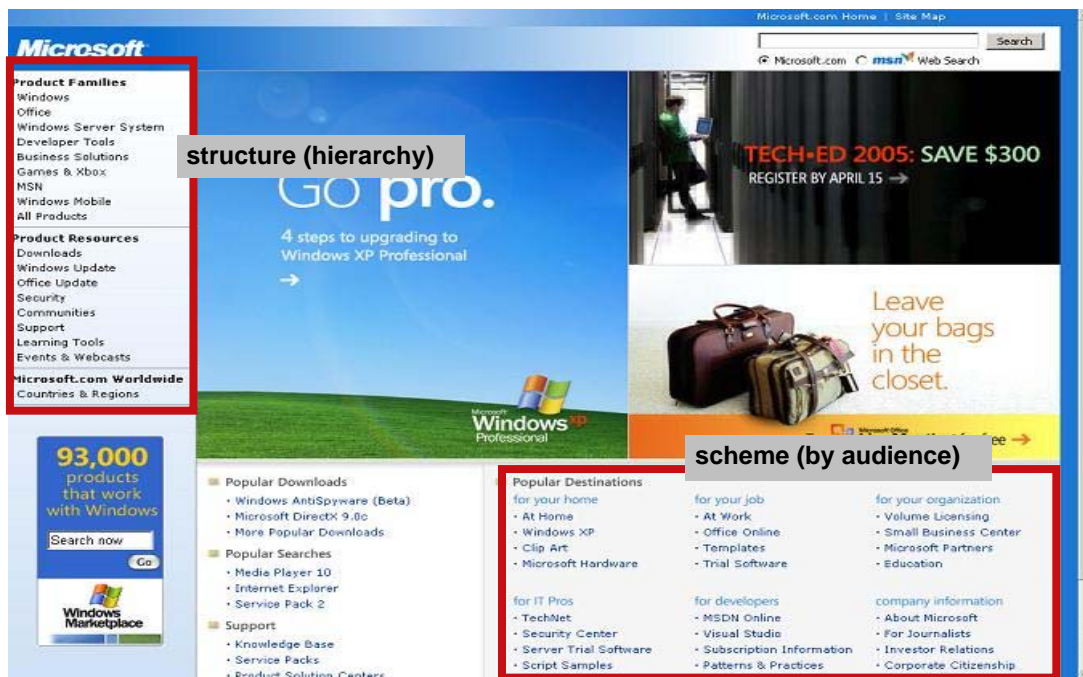 Microsoft.com Home | Site Map
Microsoft
Search
Microsoft.com msn Web Search
Product Families
Windows
Office
Windows Server System
Developer Tools
Business Solutions
Games & Xbox
MSN
Windows Mobile
All Products
Product Resources
Downloads
Windows Update
Office Update
Security
Communities
Support
Learning Tools
Events & Webcasts
Microsoft.com Worldwide
Countries & Regions
structure (hierarchy)
Go pro.
4 steps to upgrading to
Windows XP Professional
→
Microsoft
Windows xp
Professional
TECH•ED 2005: SAVE $300
REGISTER BY APRIL 15 →
Leave
your bags
in the
closet.
Microsoft Office
→
scheme (by audience)
93,000
products
that work
with Windows
Search now
Go
Windows
Marketplace
Popular Downloads
· Windows AntiSpyware (Beta)
· Microsoft DirectX 9.0c
· More Popular Downloads
Popular Searches
· Media Player 10
· Internet Explorer
· Service Pack 2
Support
· Knowledge Base
· Service Packs
· Product Solution Centers
Popular Destinations
for your home
· At Home
· Windows XP
· Clip Art
· Microsoft Hardware
for your job
· At Work
· Office Online
· Templates
· Trial Software
for your organization
· Volume Licensing
· Small Business Center
· Microsoft Partners
· Education
for IT Pros
· TechNet
· Security Center
· Server Trial Software
· Script Samples
for developers
· MSDN Online
· Visual Studio
· Subscription Information
· Patterns & Practices
company information
· About Microsoft
· For Journalists
· Investor Relations
· Corporate Citizenship